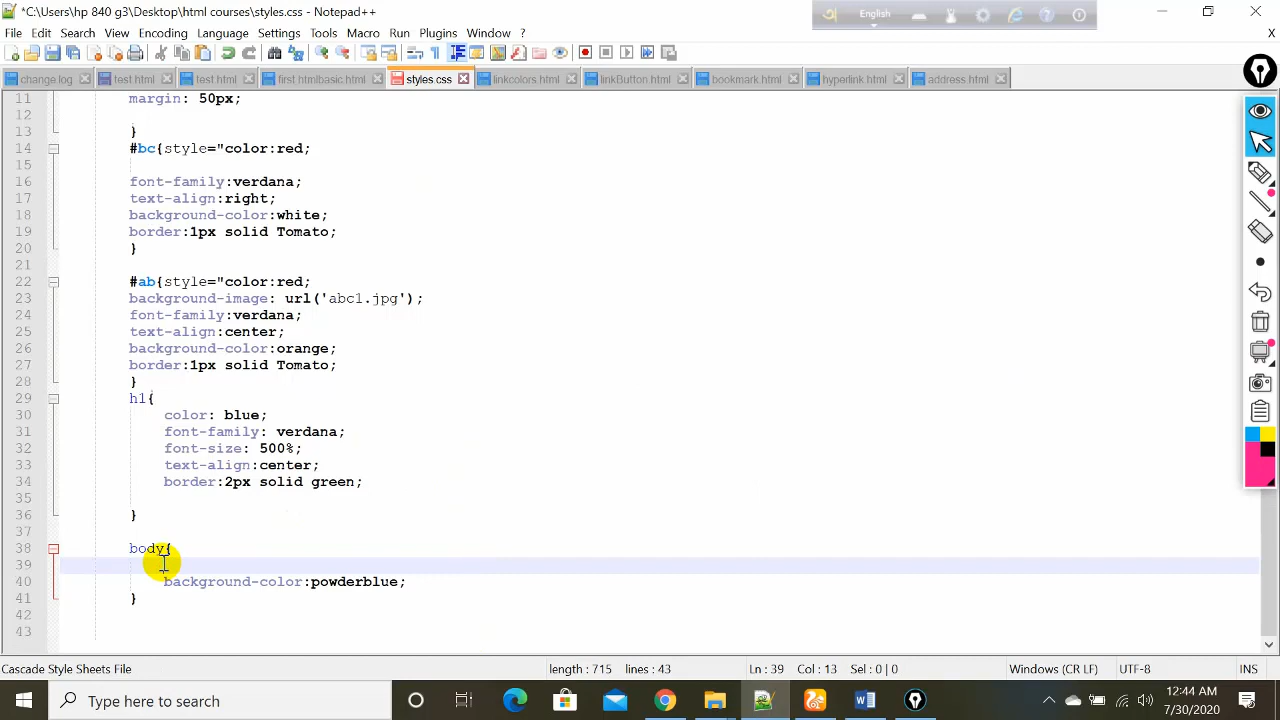 *C:\Users\hp 840 g3\Desktop\html courses\styles.css - Notepad++
English
File Edit Search View Encoding Language Settings Tools Macro Run Plugins Window ? X
change.log test html test.html first htmlbasic.html styles.css linkcolors.html linkButton.html bookmark.html hyperlink.html address.html
11 margin: 50px;
12
13 }
14 #bc{style="color:red;
15
16 font-family:verdana;
17 text-align:right;
18 background-color:white;
19 border:1px solid Tomato;
20 }
21
22 #ab{style="color:red;
23 background-image: url('abc1.jpg');
24 font-family:verdana;
25 text-align:center;
26 background-color:orange;
27 border:1px solid Tomato;
28 }
29 h1{
30 color: blue;
31 font-family: verdana;
32 font-size: 500%;
33 text-align:center;
34 border:2px solid green;
35
36 }
37
38 body{
39
40 background-color:powderblue;
41 }
42
43
Cascade Style Sheets File length : 715 lines : 43 Ln : 39 Col : 13 Sel : 0 | 0 Windows (CR LF) UTF-8 INS
Type here to search
12:44 AM
7/30/2020